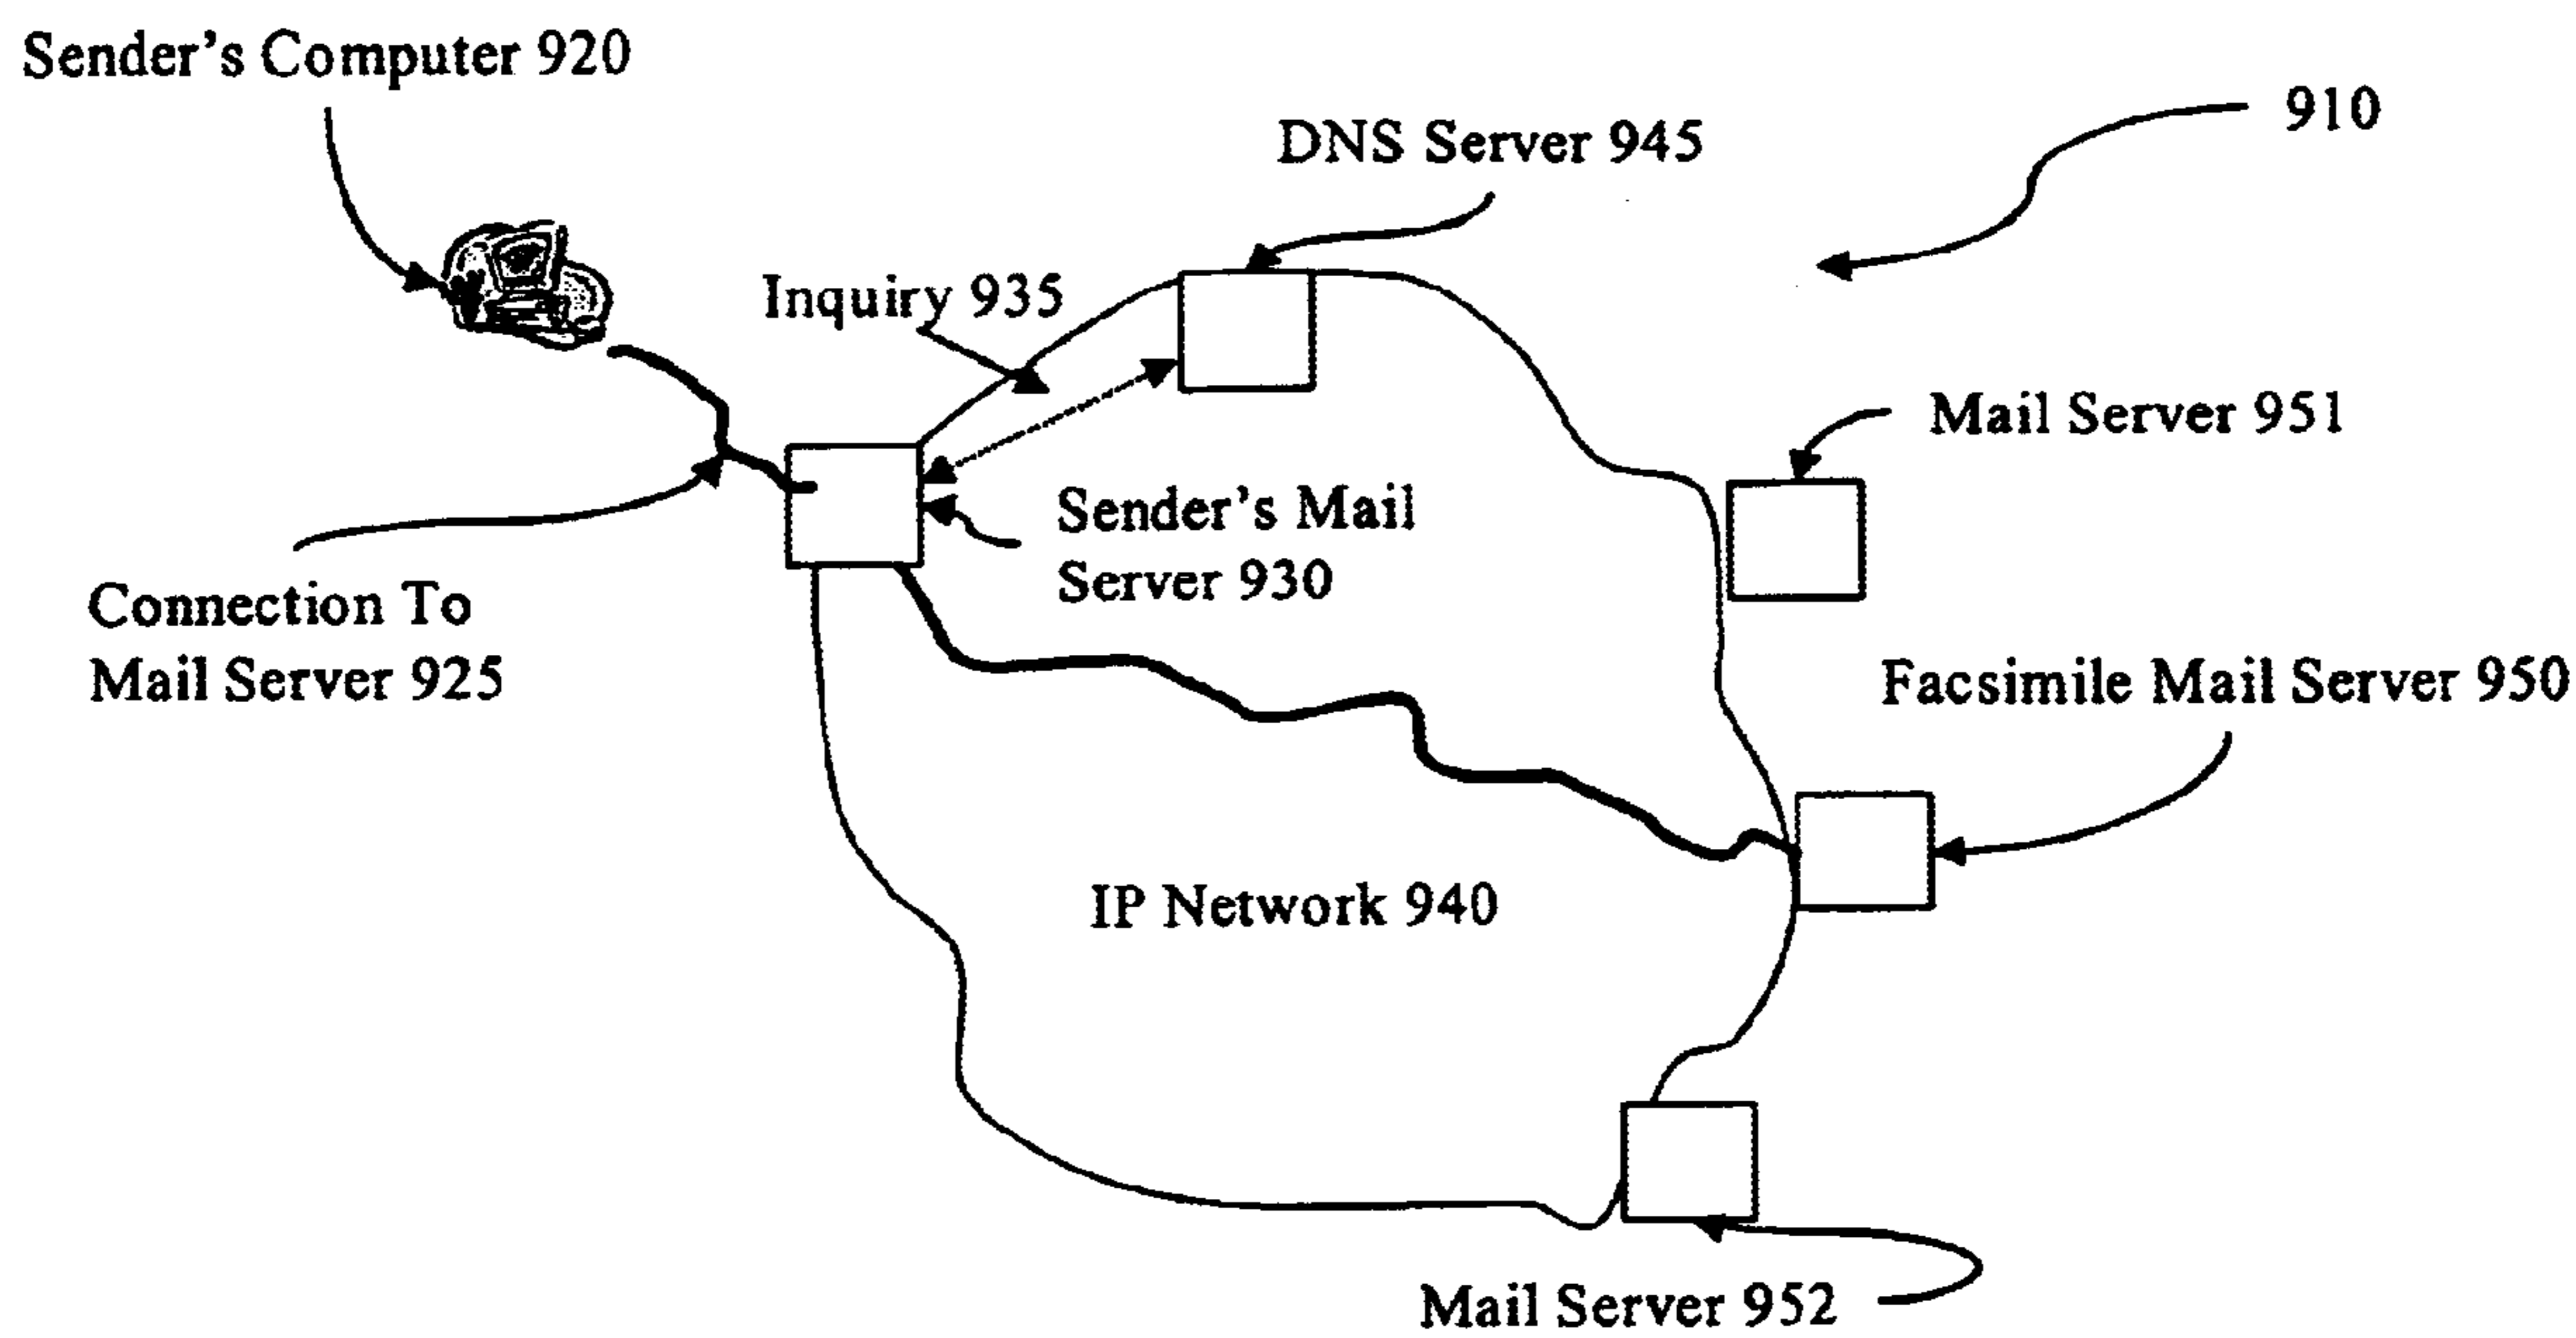 Sender's Computer 920
910
DNS Server 945
Inquiry 935
Mail Server 951
Sender's Mail
Server 930
Connection To
Mail Server 925
Facsimile Mail Server 950
IP Network 940
Mail Server 952